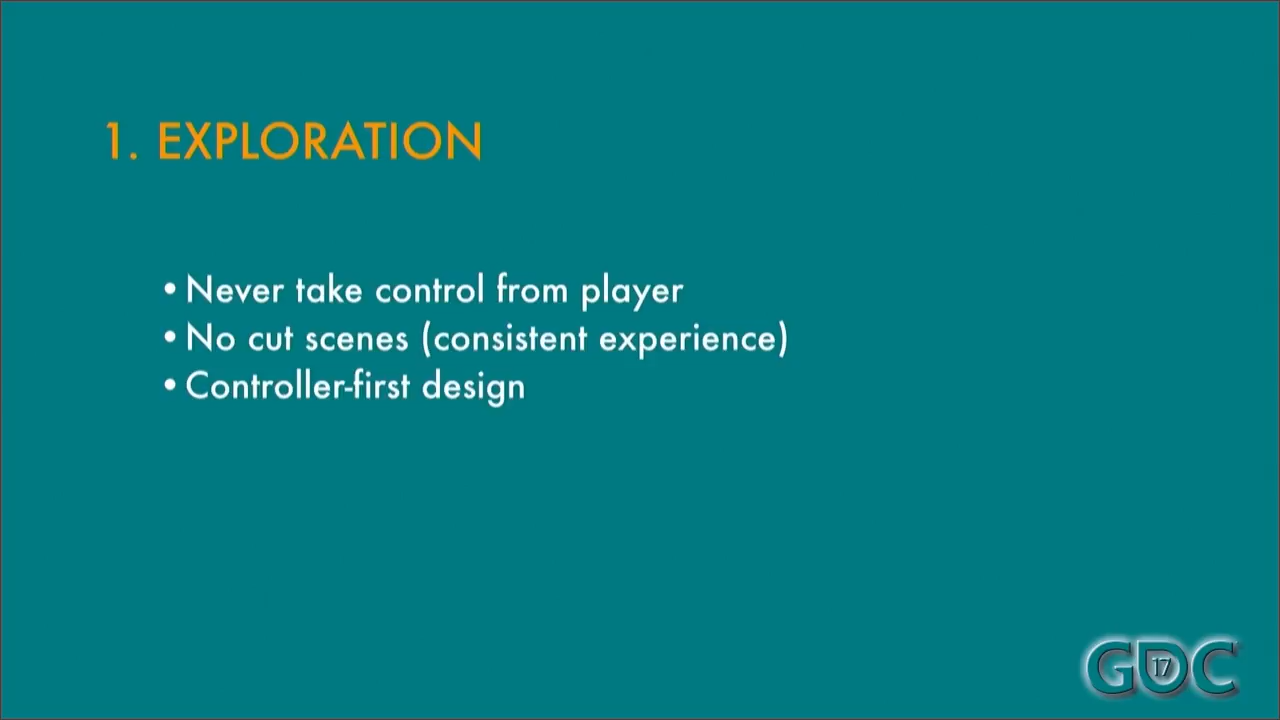 1. EXPLORATION
•Never take control from player
•No cut scenes (consistent experience)
•Controller-first design
GDC
17